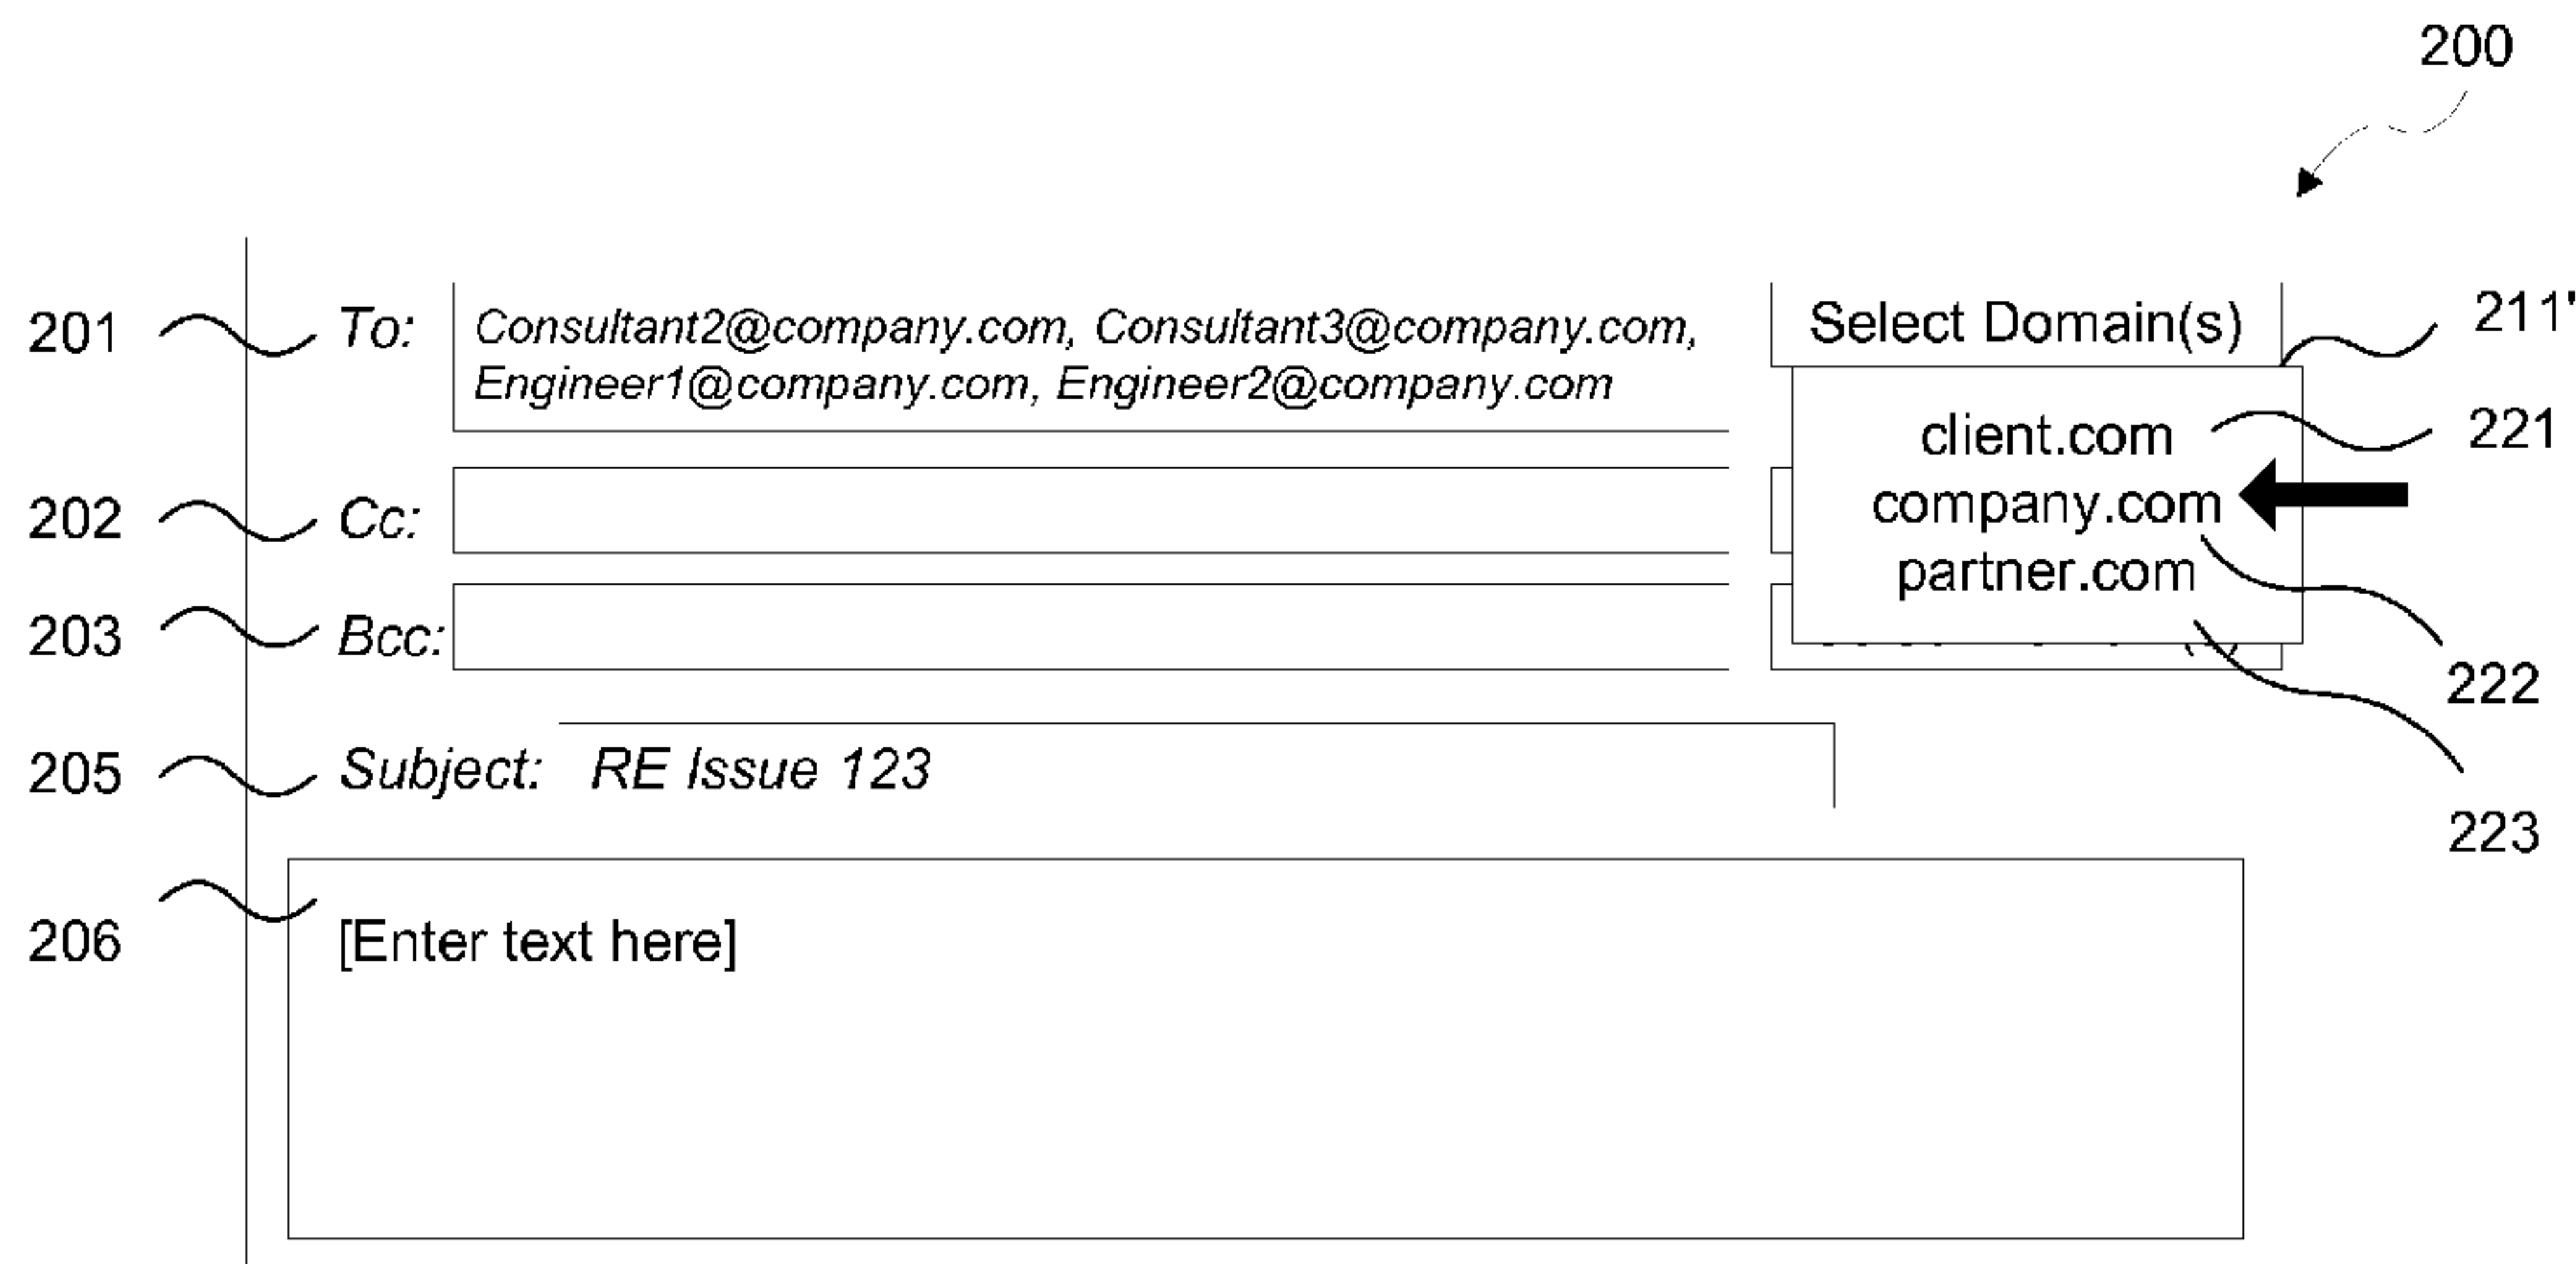 200
201 To: Consultant2@company.com, Consultant3@company.com, Select Domain(s) 211'
Engineer1@company.com, Engineer2@company.com
client.com 221
202 Cc: company.com
partner.com
203 Bcc:
222
205 Subject: RE Issue 123
223
206 [Enter text here]